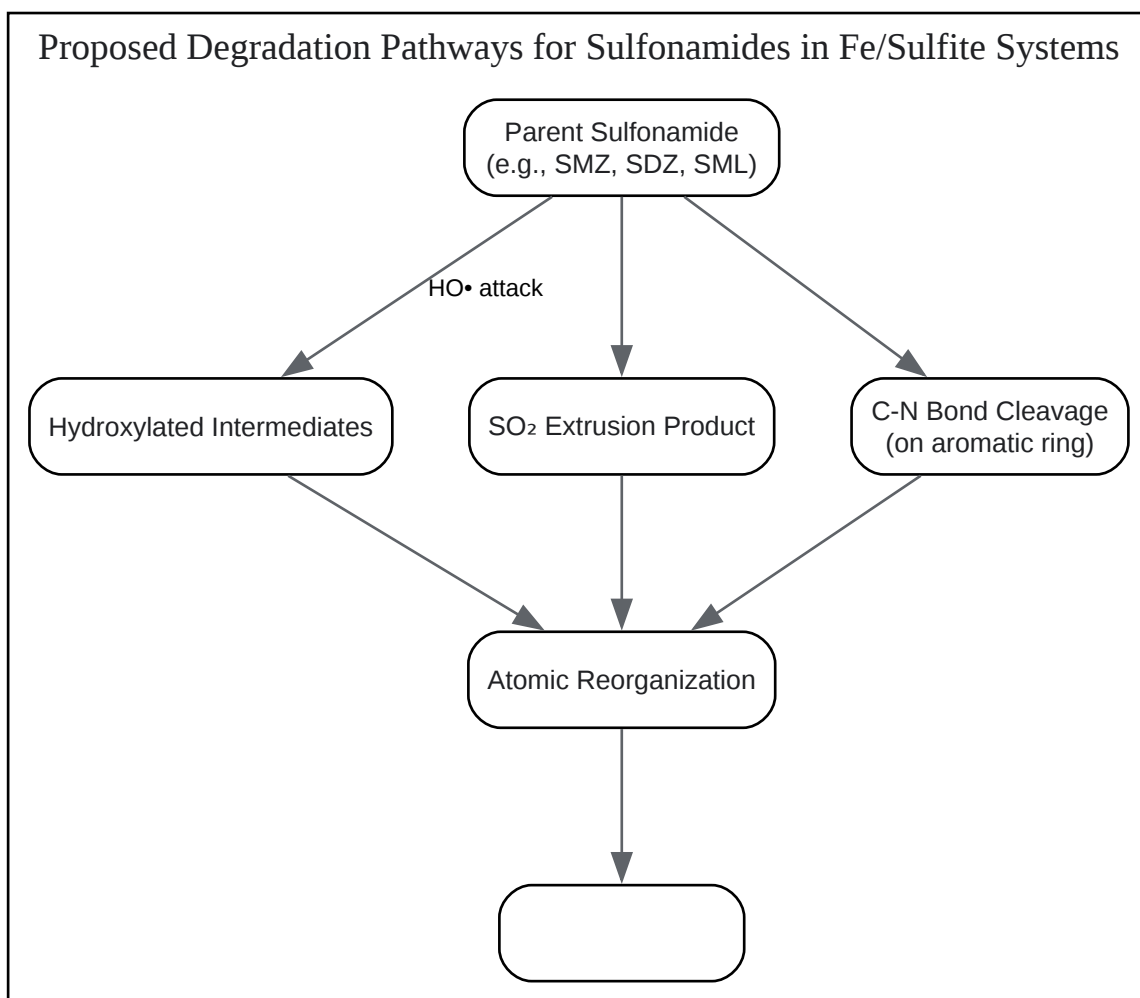 Proposed Degradation Pathways for Sulfonamides in Fe/Sulfite Systems
Parent Sulfonamide
(e.g., SMZ, SDZ, SML)
HO• attack
Hydroxylated Intermediates
SO₂ Extrusion Product
C-N Bond Cleavage
(on aromatic ring)
Atomic Reorganization